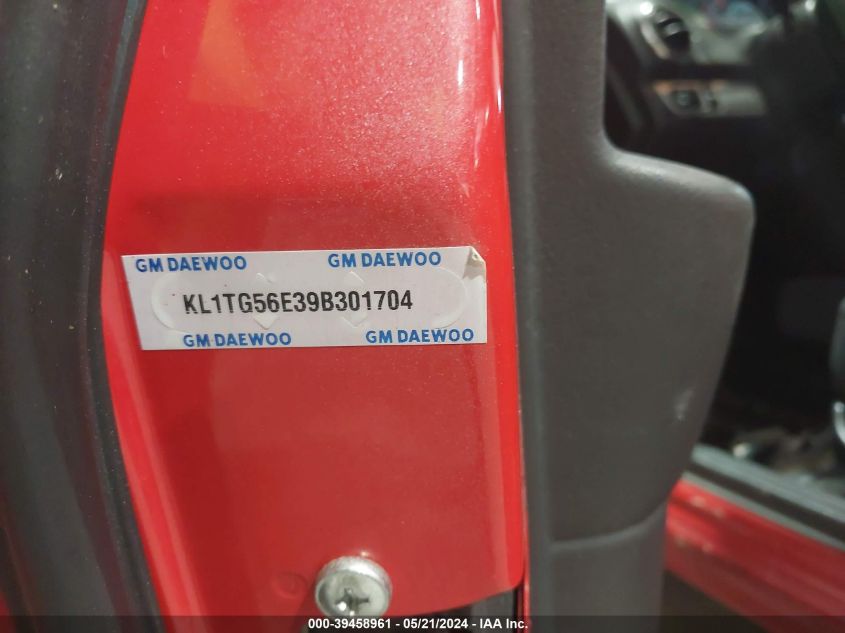 GM DAEWOO GM DAEWOO
KL1TG56E39B301704
GM DAEWOO GM DAEWOO
000-39458961 - 05/21/2024 - IAA Inc.